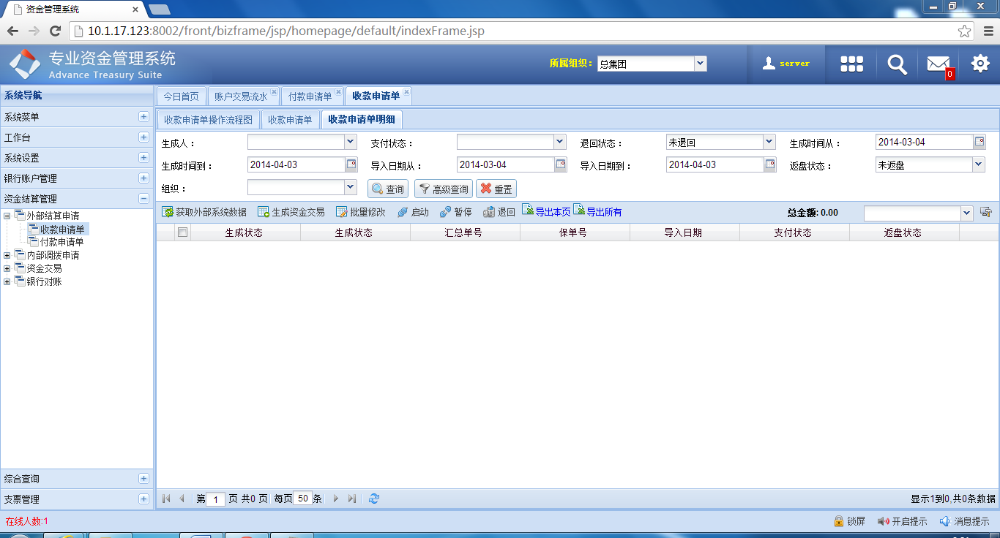 资金管理系统
10.1.17.123:8002/front/bizframe/jsp/homepage/default/indexFrame.jsp
专业资金管理系统
Advance Treasury Suite
所属组织： 总集团
server
0
系统导航
系统菜单
工作台
系统设置
银行账户管理
资金结算管理
外部结算申请
收款申请单
付款申请单
内部调拨申请
资金交易
银行对账
综合查询
支票管理
今日首页 账户交易流水 付款申请单 收款申请单
收款申请单操作流程图 收款申请单 收款申请单明细
生成人： 支付状态： 退回状态： 未退回 生成时间从： 2014-03-04
生成时间到： 2014-04-03 导入日期从： 2014-03-04 导入日期到： 2014-04-03 返盘状态： 未返盘
组织： 查询 高级查询 重置
获取外部系统数据 生成资金交易 批量修改 启动 暂停 退回 导出本页 导出所有 总金额: 0.00
生成状态 生成状态 汇总单号 保单号 导入日期 支付状态 返盘状态
第 1 页 共0 页 每页 50 条 显示1到0,共0条数据
在线人数:1 锁屏 开启提示 消息提示